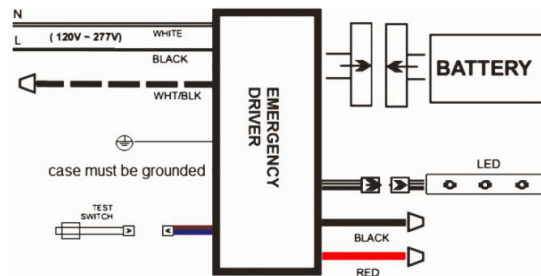 N
WHITE
L
( 120V ~ 277V)
BLACK
WHT/BLK
case must be grounded
TEST
SWITCH
EMERGENCY
DRIVER
BATTERY
LED
BLACK
RED